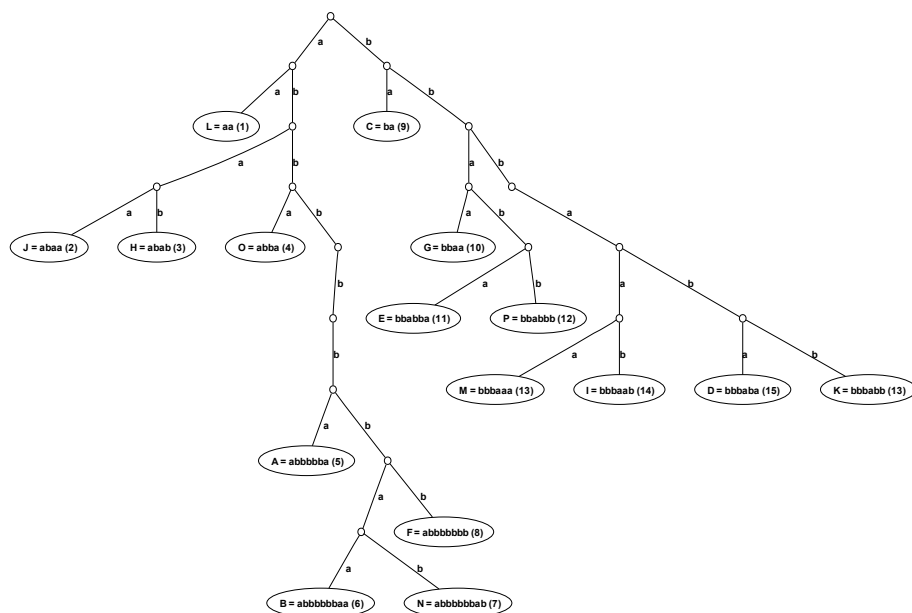 a b
a b a b
L = aa (1) C = ba (9)
a b a b
a b a b a b a
J = abaa (2) H = abab (3) O = abba (4) G = bbaa (10)
b a b a b
E = bbabba (11) P = bbabbb (12)
b a b a b
M = bbbaaa (13) I = bbbaab (14) D = bbbaba (15) K = bbbabb (13)
a b
A = abbbbba (5)
a b
F = abbbbbbb (8)
a b
B = abbbbbbaa (6) N = abbbbbbab (7)